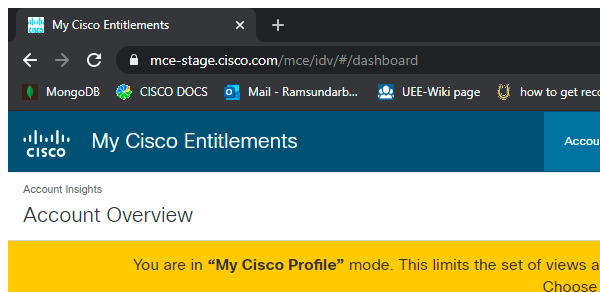 My Cisco Entitlements
mce-stage.cisco.com/mce/idv/#/dashboard
MongoDB CISCO DOCS Mail - Ramsundarb... UEE-Wiki page how to get reco
CISCO My Cisco Entitlements Accou
Account Insights
Account Overview
You are in “My Cisco Profile” mode. This limits the set of views a
Choose